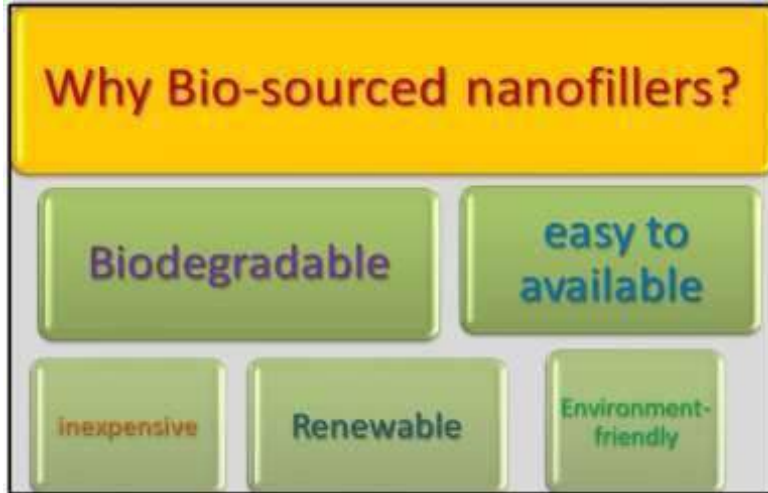 Why Bio-sourced nanofillers?
Biodegradable
easy to
available
inexpensive
Renewable
Environment-
friendly